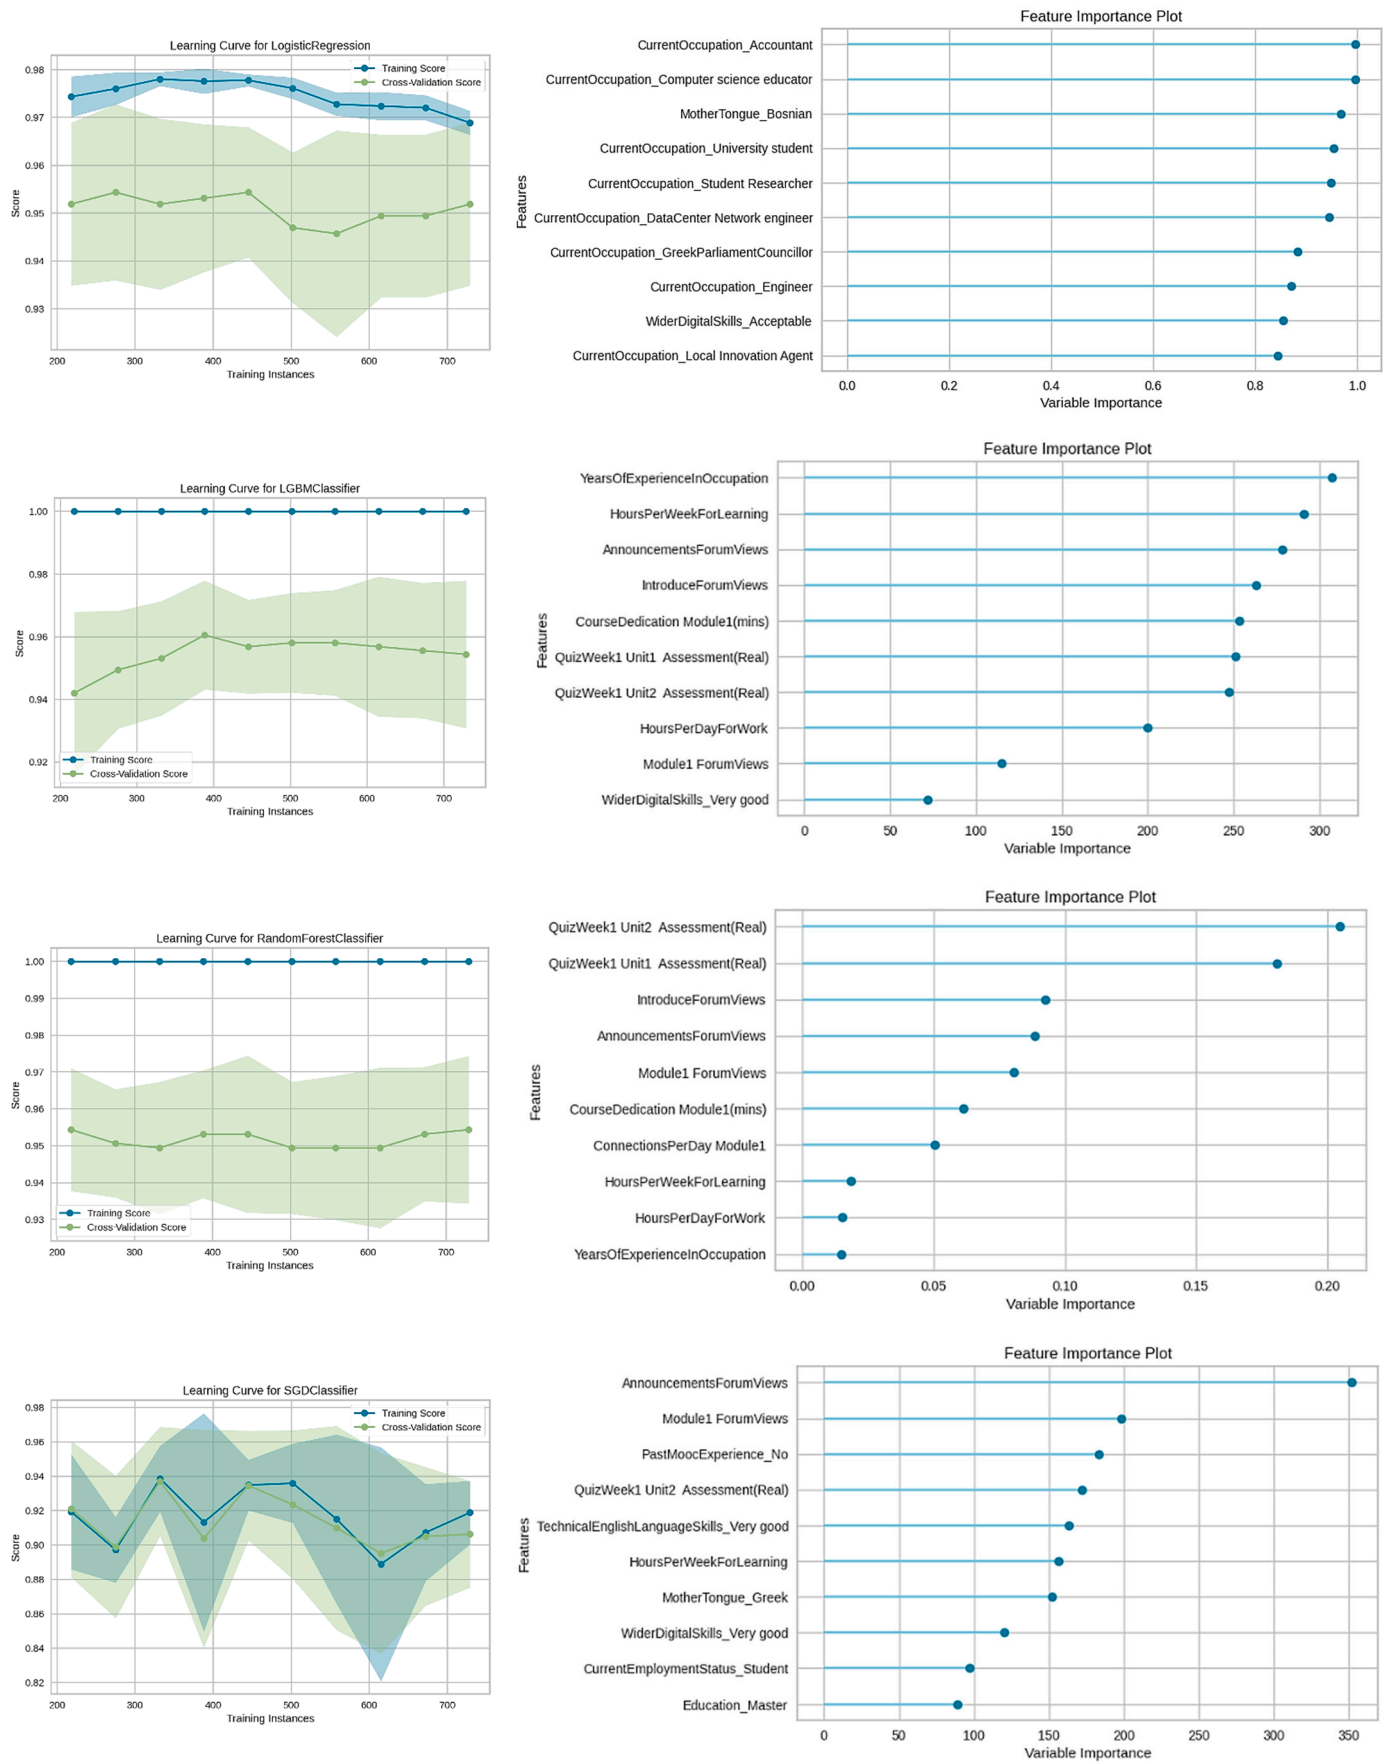 Learning Curve for LogisticRegression
Training Score
Cross-Validation Score
0.98
0.97
0.96
0.95
0.94
0.93
Score
200 300 400 500 600 700
Training Instances
Feature Importance Plot
CurrentOccupation_Accountant
CurrentOccupation_Computer science educator
MotherTongue_Bosnian
CurrentOccupation_University student
CurrentOccupation_Student Researcher
CurrentOccupation_DataCenter Network engineer
CurrentOccupation_GreekParliamentCouncillor
CurrentOccupation_Engineer
WiderDigitalSkills_Acceptable
CurrentOccupation_Local Innovation Agent
Features
0.0 0.2 0.4 0.6 0.8 1.0
Variable Importance
Learning Curve for LGBMClassifier
1.00
0.98
0.96
0.94
0.92
Score
Training Score
Cross-Validation Score
200 300 400 500 600 700
Training Instances
Feature Importance Plot
YearsOfExperienceInOccupation
HoursPerWeekForLearning
AnnouncementsForumViews
IntroduceForumViews
CourseDedication Module1(mins)
QuizWeek1 Unit1 Assessment(Real)
QuizWeek1 Unit2 Assessment(Real)
HoursPerDayForWork
Module1 ForumViews
WiderDigitalSkills_Very good
Features
0 50 100 150 200 250 300
Variable Importance
Learning Curve for RandomForestClassifier
1.00
0.99
0.98
0.97
0.96
0.95
0.94
0.93
Score
Training Score
Cross-Validation Score
200 300 400 500 600 700
Training Instances
Feature Importance Plot
QuizWeek1 Unit2 Assessment(Real)
QuizWeek1 Unit1 Assessment(Real)
IntroduceForumViews
AnnouncementsForumViews
Module1 ForumViews
CourseDedication Module1(mins)
ConnectionsPerDay Module1
HoursPerWeekForLearning
HoursPerDayForWork
YearsOfExperienceInOccupation
Features
0.00 0.05 0.10 0.15 0.20
Variable Importance
Learning Curve for SGDClassifier
Training Score
Cross-Validation Score
0.98
0.96
0.94
0.92
0.90
0.88
0.86
0.84
0.82
Score
200 300 400 500 600 700
Training Instances
Feature Importance Plot
AnnouncementsForumViews
Module1 ForumViews
PastMoocExperience_No
QuizWeek1 Unit2 Assessment(Real)
TechnicalEnglishLanguageSkills_Very good
HoursPerWeekForLearning
MotherTongue_Greek
WiderDigitalSkills_Very good
CurrentEmploymentStatus_Student
Education_Master
Features
0 50 100 150 200 250 300 350
Variable Importance